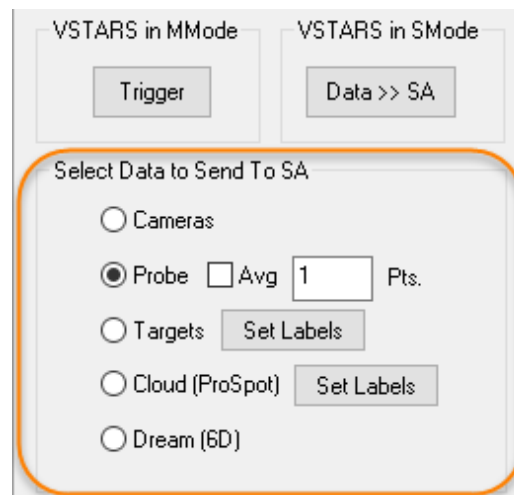 VSTARS in MMode
VSTARS in SMode
Trigger
Data >> SA
Select Data to Send To SA
Cameras
Probe Avg 1 Pts.
Targets Set Labels
Cloud (ProSpot) Set Labels
Dream (6D)